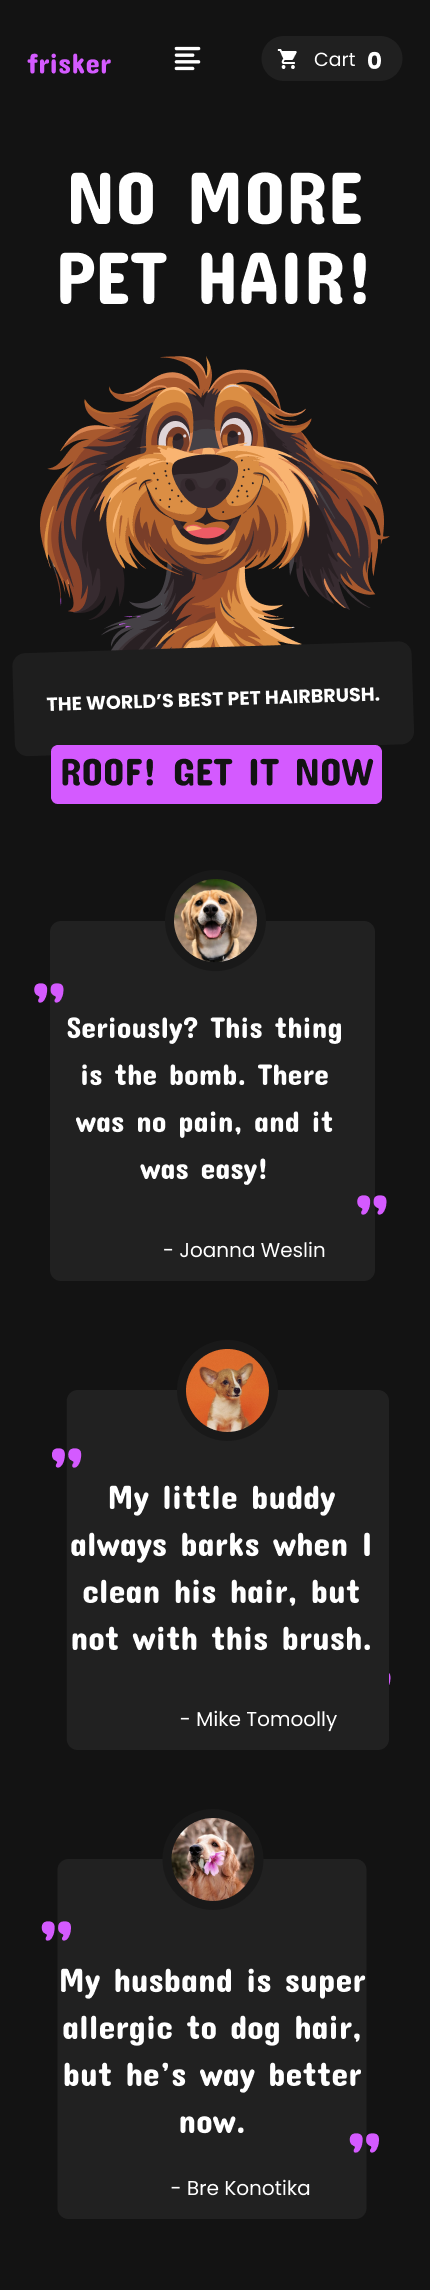 frisker
Cart 0
NO MORE
PET HAIR!
THE WORLD’S BEST PET HAIRBRUSH.
ROOF! GET IT NOW
”
Seriously? This thing
is the bomb. There
was no pain, and it
was easy!
”
- Joanna Weslin
”
My little buddy
always barks when I
clean his hair, but
not with this brush.
- Mike Tomoolly
”
My husband is super
allergic to dog hair,
but he’s way better
now.
”
- Bre Konotika